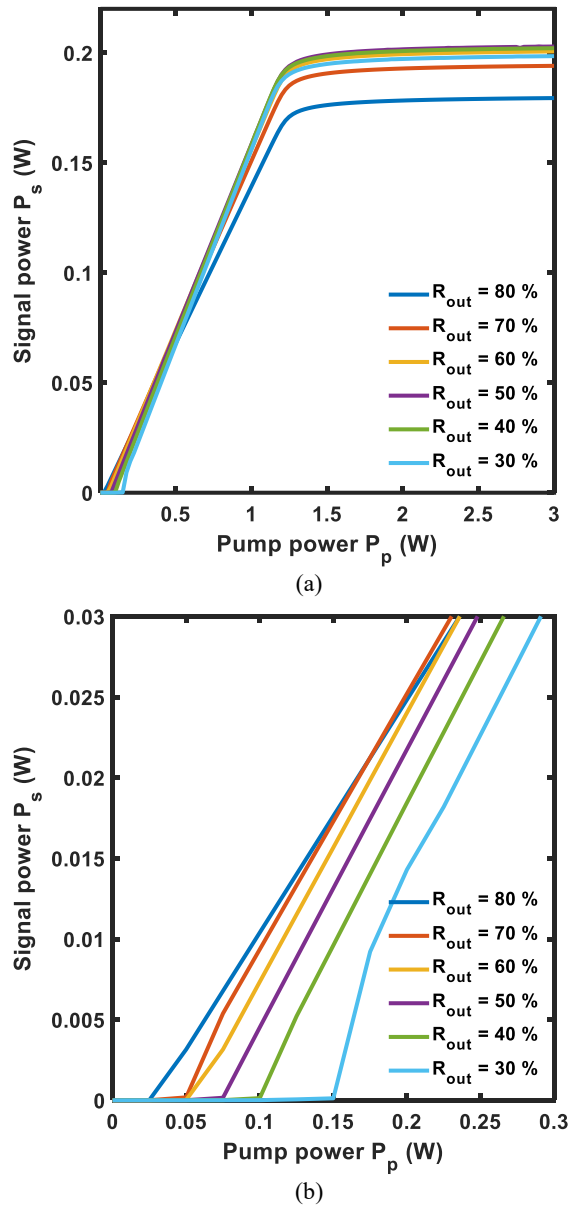 0.2
0.15
0.1
0.05
0
Signal power P_s (W)
R_out = 80 %
R_out = 70 %
R_out = 60 %
R_out = 50 %
R_out = 40 %
R_out = 30 %
0.5 1 1.5 2 2.5 3
Pump power P_p (W)
(a)
0.03
0.025
0.02
0.015
0.01
0.005
0
Signal power P_s (W)
R_out = 80 %
R_out = 70 %
R_out = 60 %
R_out = 50 %
R_out = 40 %
R_out = 30 %
0 0.05 0.1 0.15 0.2 0.25 0.3
Pump power P_p (W)
(b)